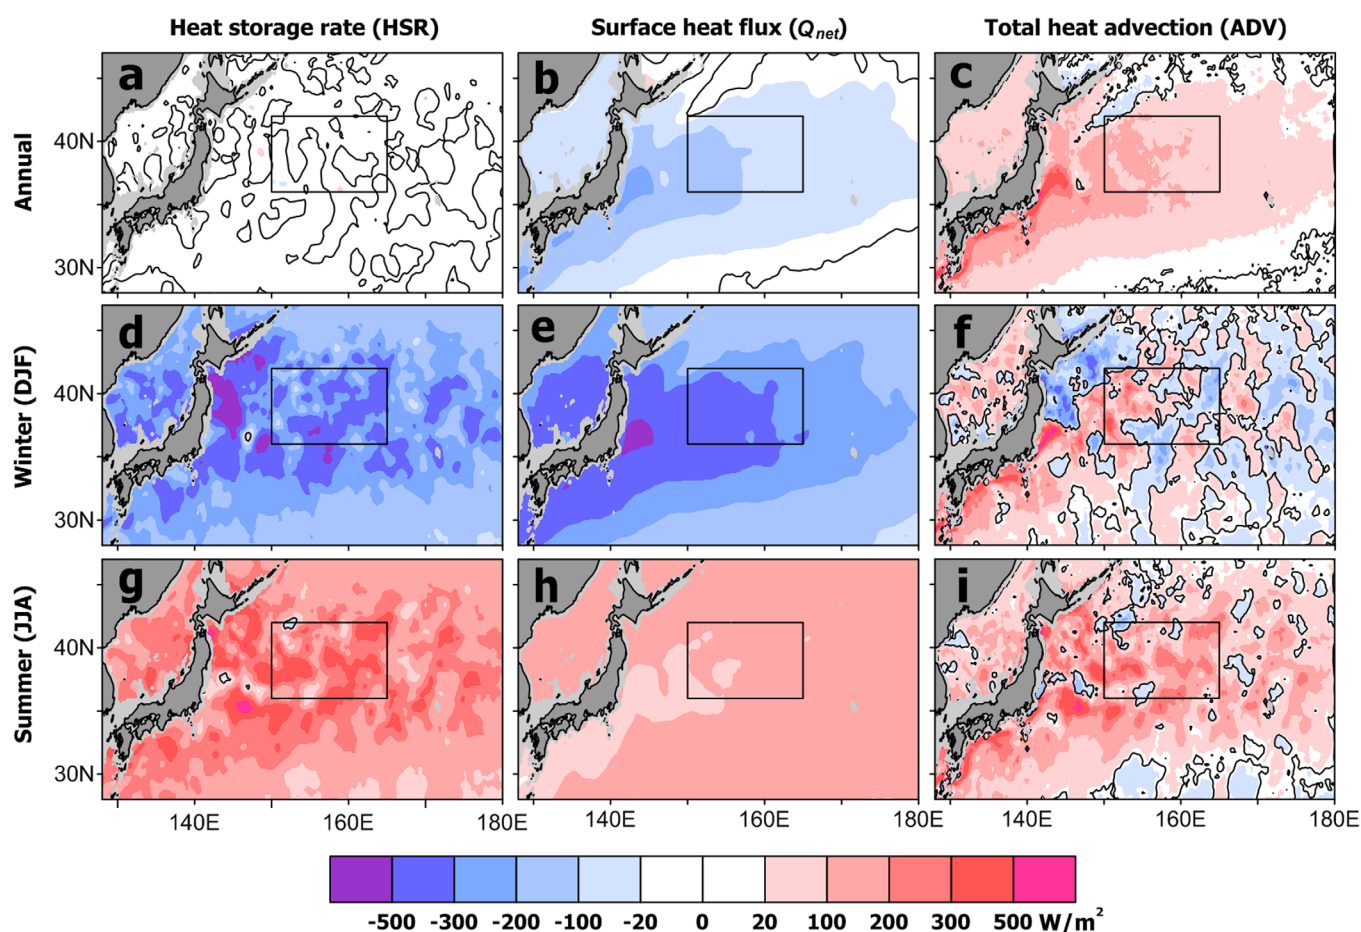 Heat storage rate (HSR) Surface heat flux (Qnet) Total heat advection (ADV)
Annual
a b c
40N
30N
Winter (DJF)
d e f
40N
30N
Summer (JJA)
g h i
40N
30N
140E 160E 180E 140E 160E 180E 140E 160E 180E
-500 -300 -200 -100 -20 0 20 100 200 300 500 W/m²